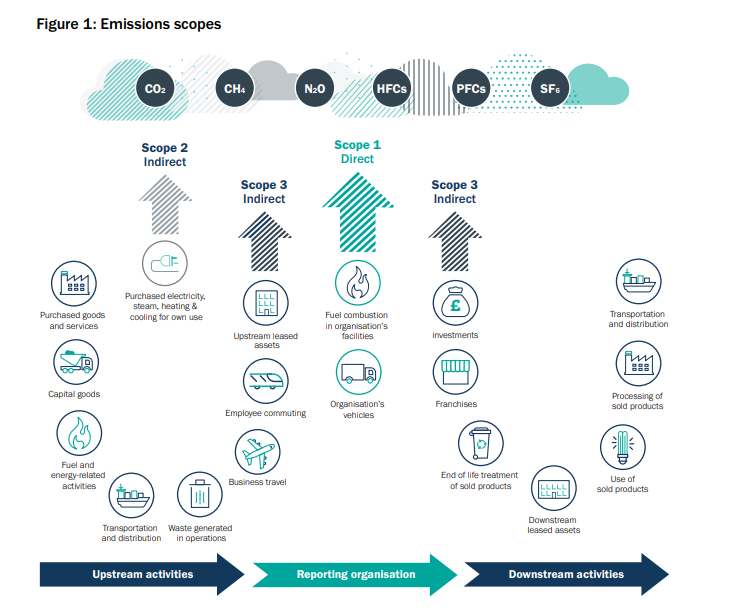 Figure 1: Emissions scopes
CO₂
CH₄
N₂O
HFCs
PFCs
SF₆
Scope 2
Indirect
Scope 3
Indirect
Scope 1
Direct
Scope 3
Indirect
Purchased goods
and services
Capital goods
Fuel and
energy-related
activities
Transportation
and distribution
Waste generated
in operations
Purchased electricity,
steam, heating &
cooling for own use
Upstream leased
assets
Employee commuting
Business travel
Fuel combustion
in organisation's
facilities
Organisation's
vehicles
£
investments
Franchises
End of life treatment
of sold products
Downstream
leased assets
Transportation
and distribution
Processing of
sold products
Use of
sold products
Upstream activities
Reporting organisation
Downstream activities